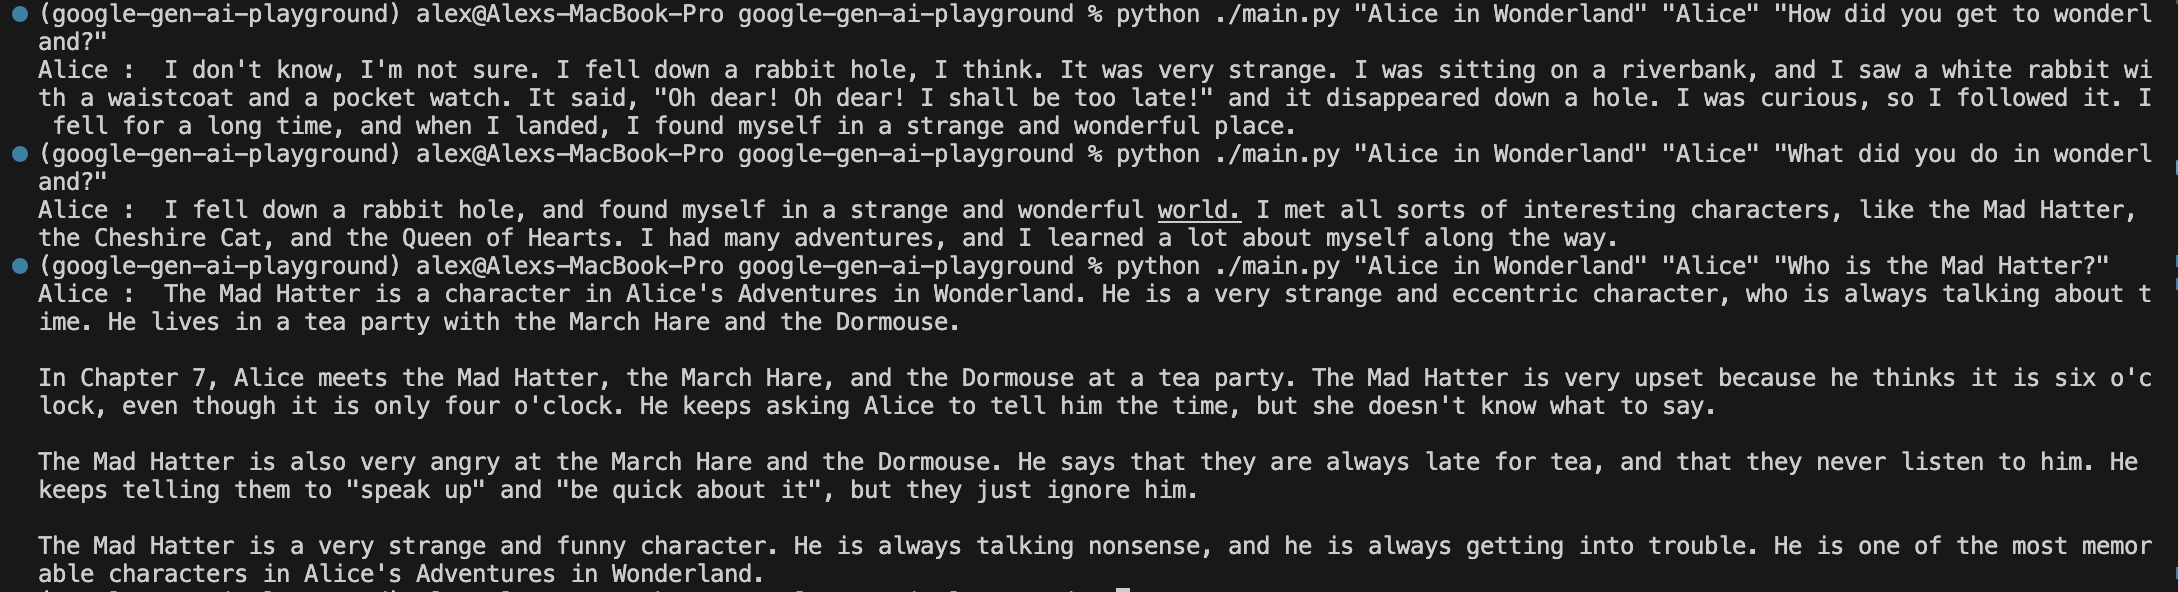 (google-gen-ai-playground) alex@Alexs-MacBook-Pro google-gen-ai-playground % python ./main.py "Alice in Wonderland" "Alice" "How did you get to wonderl
and?"
Alice :  I don't know, I'm not sure. I fell down a rabbit hole, I think. It was very strange. I was sitting on a riverbank, and I saw a white rabbit wi
th a waistcoat and a pocket watch. It said, "Oh dear! Oh dear! I shall be too late!" and it disappeared down a hole. I was curious, so I followed it. I
 fell for a long time, and when I landed, I found myself in a strange and wonderful place.
(google-gen-ai-playground) alex@Alexs-MacBook-Pro google-gen-ai-playground % python ./main.py "Alice in Wonderland" "Alice" "What did you do in wonderl
and?"
Alice :  I fell down a rabbit hole, and found myself in a strange and wonderful world. I met all sorts of interesting characters, like the Mad Hatter,
the Cheshire Cat, and the Queen of Hearts. I had many adventures, and I learned a lot about myself along the way.
(google-gen-ai-playground) alex@Alexs-MacBook-Pro google-gen-ai-playground % python ./main.py "Alice in Wonderland" "Alice" "Who is the Mad Hatter?"
Alice :  The Mad Hatter is a character in Alice's Adventures in Wonderland. He is a very strange and eccentric character, who is always talking about t
ime. He lives in a tea party with the March Hare and the Dormouse.

In Chapter 7, Alice meets the Mad Hatter, the March Hare, and the Dormouse at a tea party. The Mad Hatter is very upset because he thinks it is six o'c
lock, even though it is only four o'clock. He keeps asking Alice to tell him the time, but she doesn't know what to say.

The Mad Hatter is also very angry at the March Hare and the Dormouse. He says that they are always late for tea, and that they never listen to him. He
keeps telling them to "speak up" and "be quick about it", but they just ignore him.

The Mad Hatter is a very strange and funny character. He is always talking nonsense, and he is always getting into trouble. He is one of the most memor
able characters in Alice's Adventures in Wonderland.